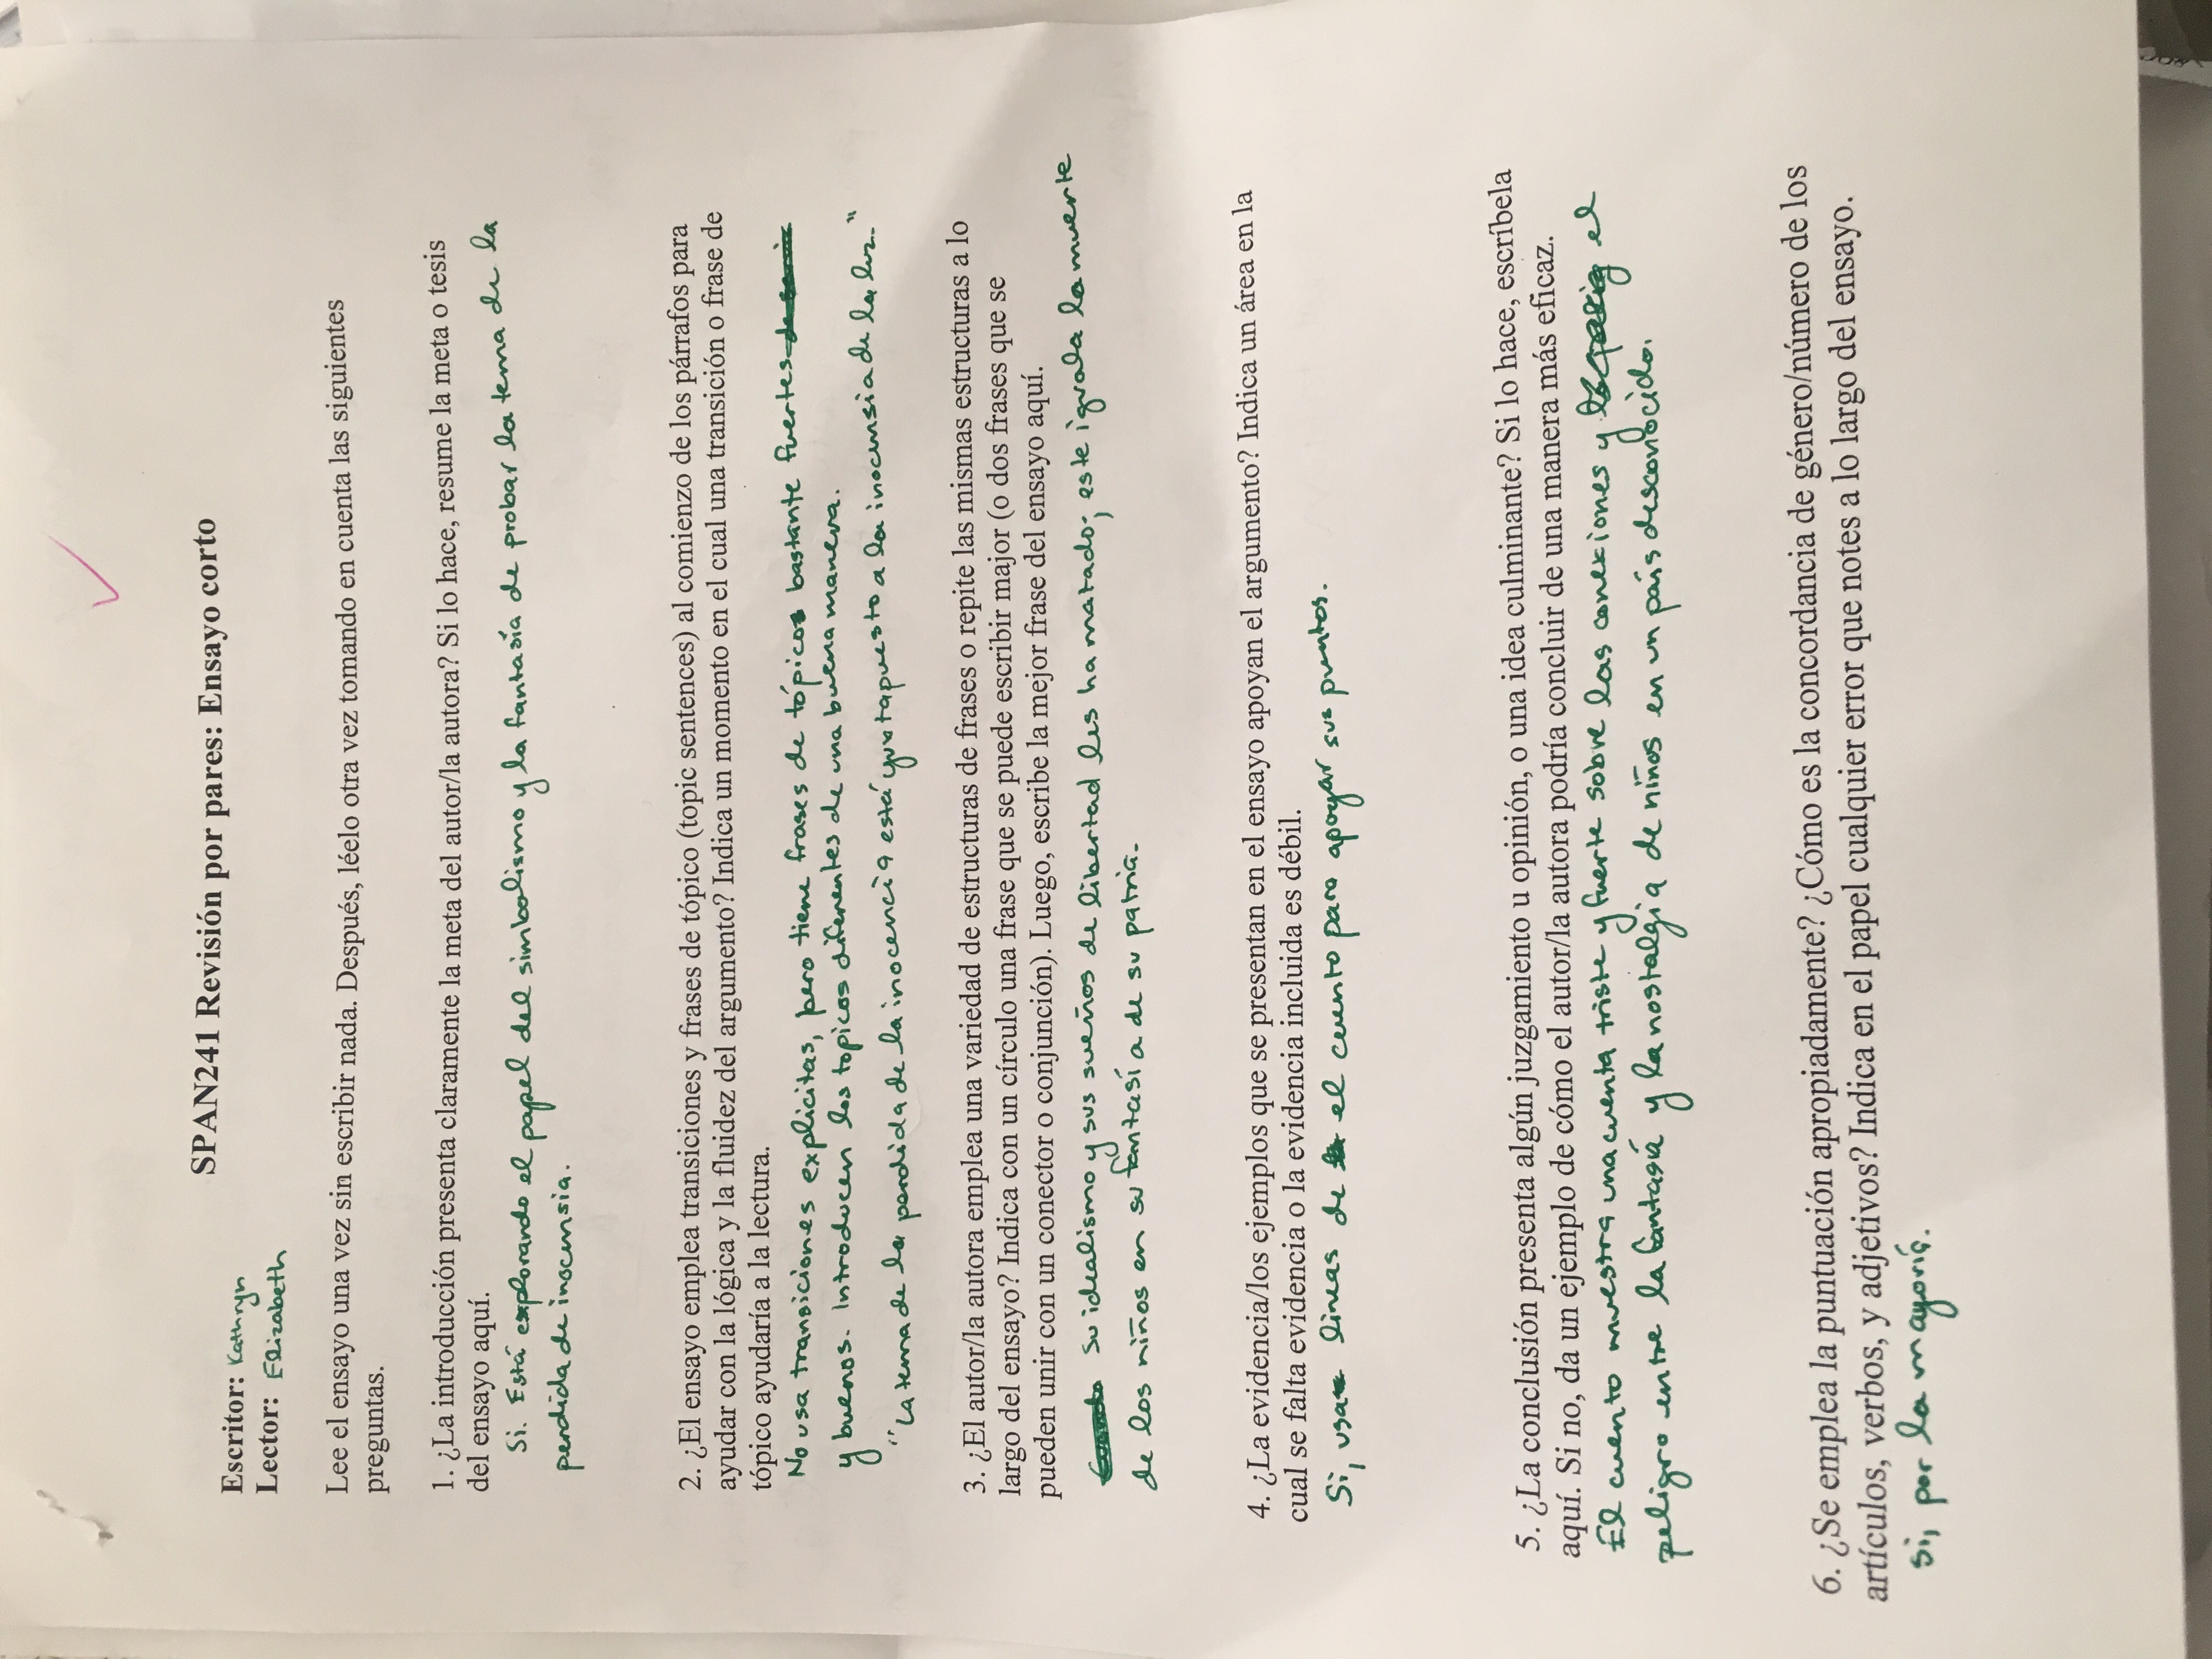 SPAN241 Revisión por pares: Ensayo corto
Escritor: Kathryn
Lector: Elizabeth
Lee el ensayo una vez sin escribir nada. Después, léelo otra vez tomando en cuenta las siguientes
preguntas.
1. ¿La introducción presenta claramente la meta del autor/la autora? Si lo hace, resume la meta o tesis
del ensayo aquí.
Si. Está explorando el papel del simbolismo y la fantasía de probar la tema de la
perdida de inocensia.
2. ¿El ensayo emplea transiciones y frases de tópico (topic sentences) al comienzo de los párrafos para
ayudar con la lógica y la fluidez del argumento? Indica un momento en el cual una transición o frase de
tópico ayudaría a la lectura.
No usa transiciones explicitas, pero tiene frases de tópicos bastante fuertes
y buenos. Introducen los topicos diferentes de una buena manera.
"La tema de la perdida de la inocencia está yuxtapuesto a la inocensia de la luz."
3. ¿El autor/la autora emplea una variedad de estructuras de frases o repite las mismas estructuras a lo
largo del ensayo? Indica con un círculo una frase que se puede escribir major (o dos frases que se
pueden unir con un conector o conjunción). Luego, escribe la mejor frase del ensayo aquí.
Su idealismo y sus sueños de libertad les ha matado; este iguala la muerte
de los niños en su fantasía de su patria.
4. ¿La evidencia/los ejemplos que se presentan en el ensayo apoyan el argumento? Indica un área en la
cual se falta evidencia o la evidencia incluida es débil.
Si, usa lineas de el cuento para apoyar sus puntos.
5. ¿La conclusión presenta algún juzgamiento u opinión, o una idea culminante? Si lo hace, escríbela
aquí. Si no, da un ejemplo de cómo el autor/la autora podría concluir de una manera más eficaz.
El cuento muestra una cuenta triste y fuerte sobre las conexiones y el
peligro entre la fantasía y la nostalgia de niños en un país desconocido.
6. ¿Se emplea la puntuación apropiadamente? ¿Cómo es la concordancia de género/número de los
artículos, verbos, y adjetivos? Indica en el papel cualquier error que notes a lo largo del ensayo.
Si, por la mayoría.